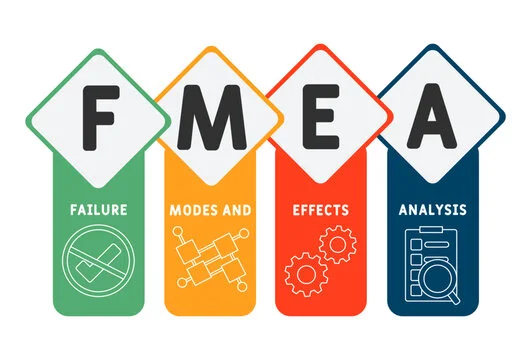 F M E A
FAILURE MODES AND EFFECTS ANALYSIS